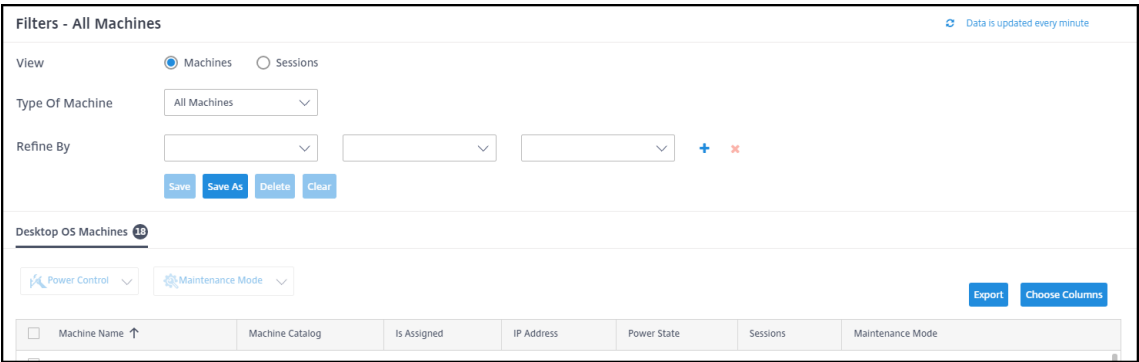 Filters - All Machines
Data is updated every minute
View
Machines
Sessions
Type Of Machine
All Machines
Refine By
Save
Save As
Delete
Clear
Desktop OS Machines 18
Power Control
Maintenance Mode
Export
Choose Columns
Machine Name
Machine Catalog
Is Assigned
IP Address
Power State
Sessions
Maintenance Mode